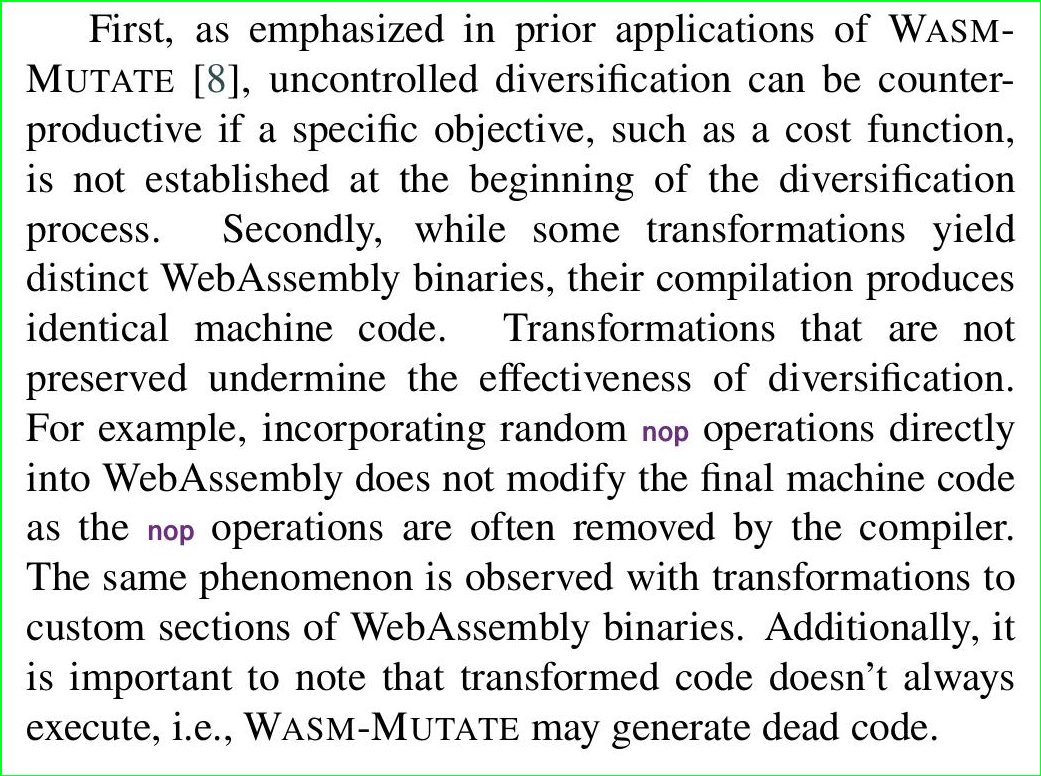 First, as emphasized in prior applications of WASM-
MUTATE [8], uncontrolled diversification can be counter-
productive if a specific objective, such as a cost function,
is not established at the beginning of the diversification
process. Secondly, while some transformations yield
distinct WebAssembly binaries, their compilation produces
identical machine code. Transformations that are not
preserved undermine the effectiveness of diversification.
For example, incorporating random nop operations directly
into WebAssembly does not modify the final machine code
as the nop operations are often removed by the compiler.
The same phenomenon is observed with transformations to
custom sections of WebAssembly binaries. Additionally, it
is important to note that transformed code doesn't always
execute, i.e., WASM-MUTATE may generate dead code.